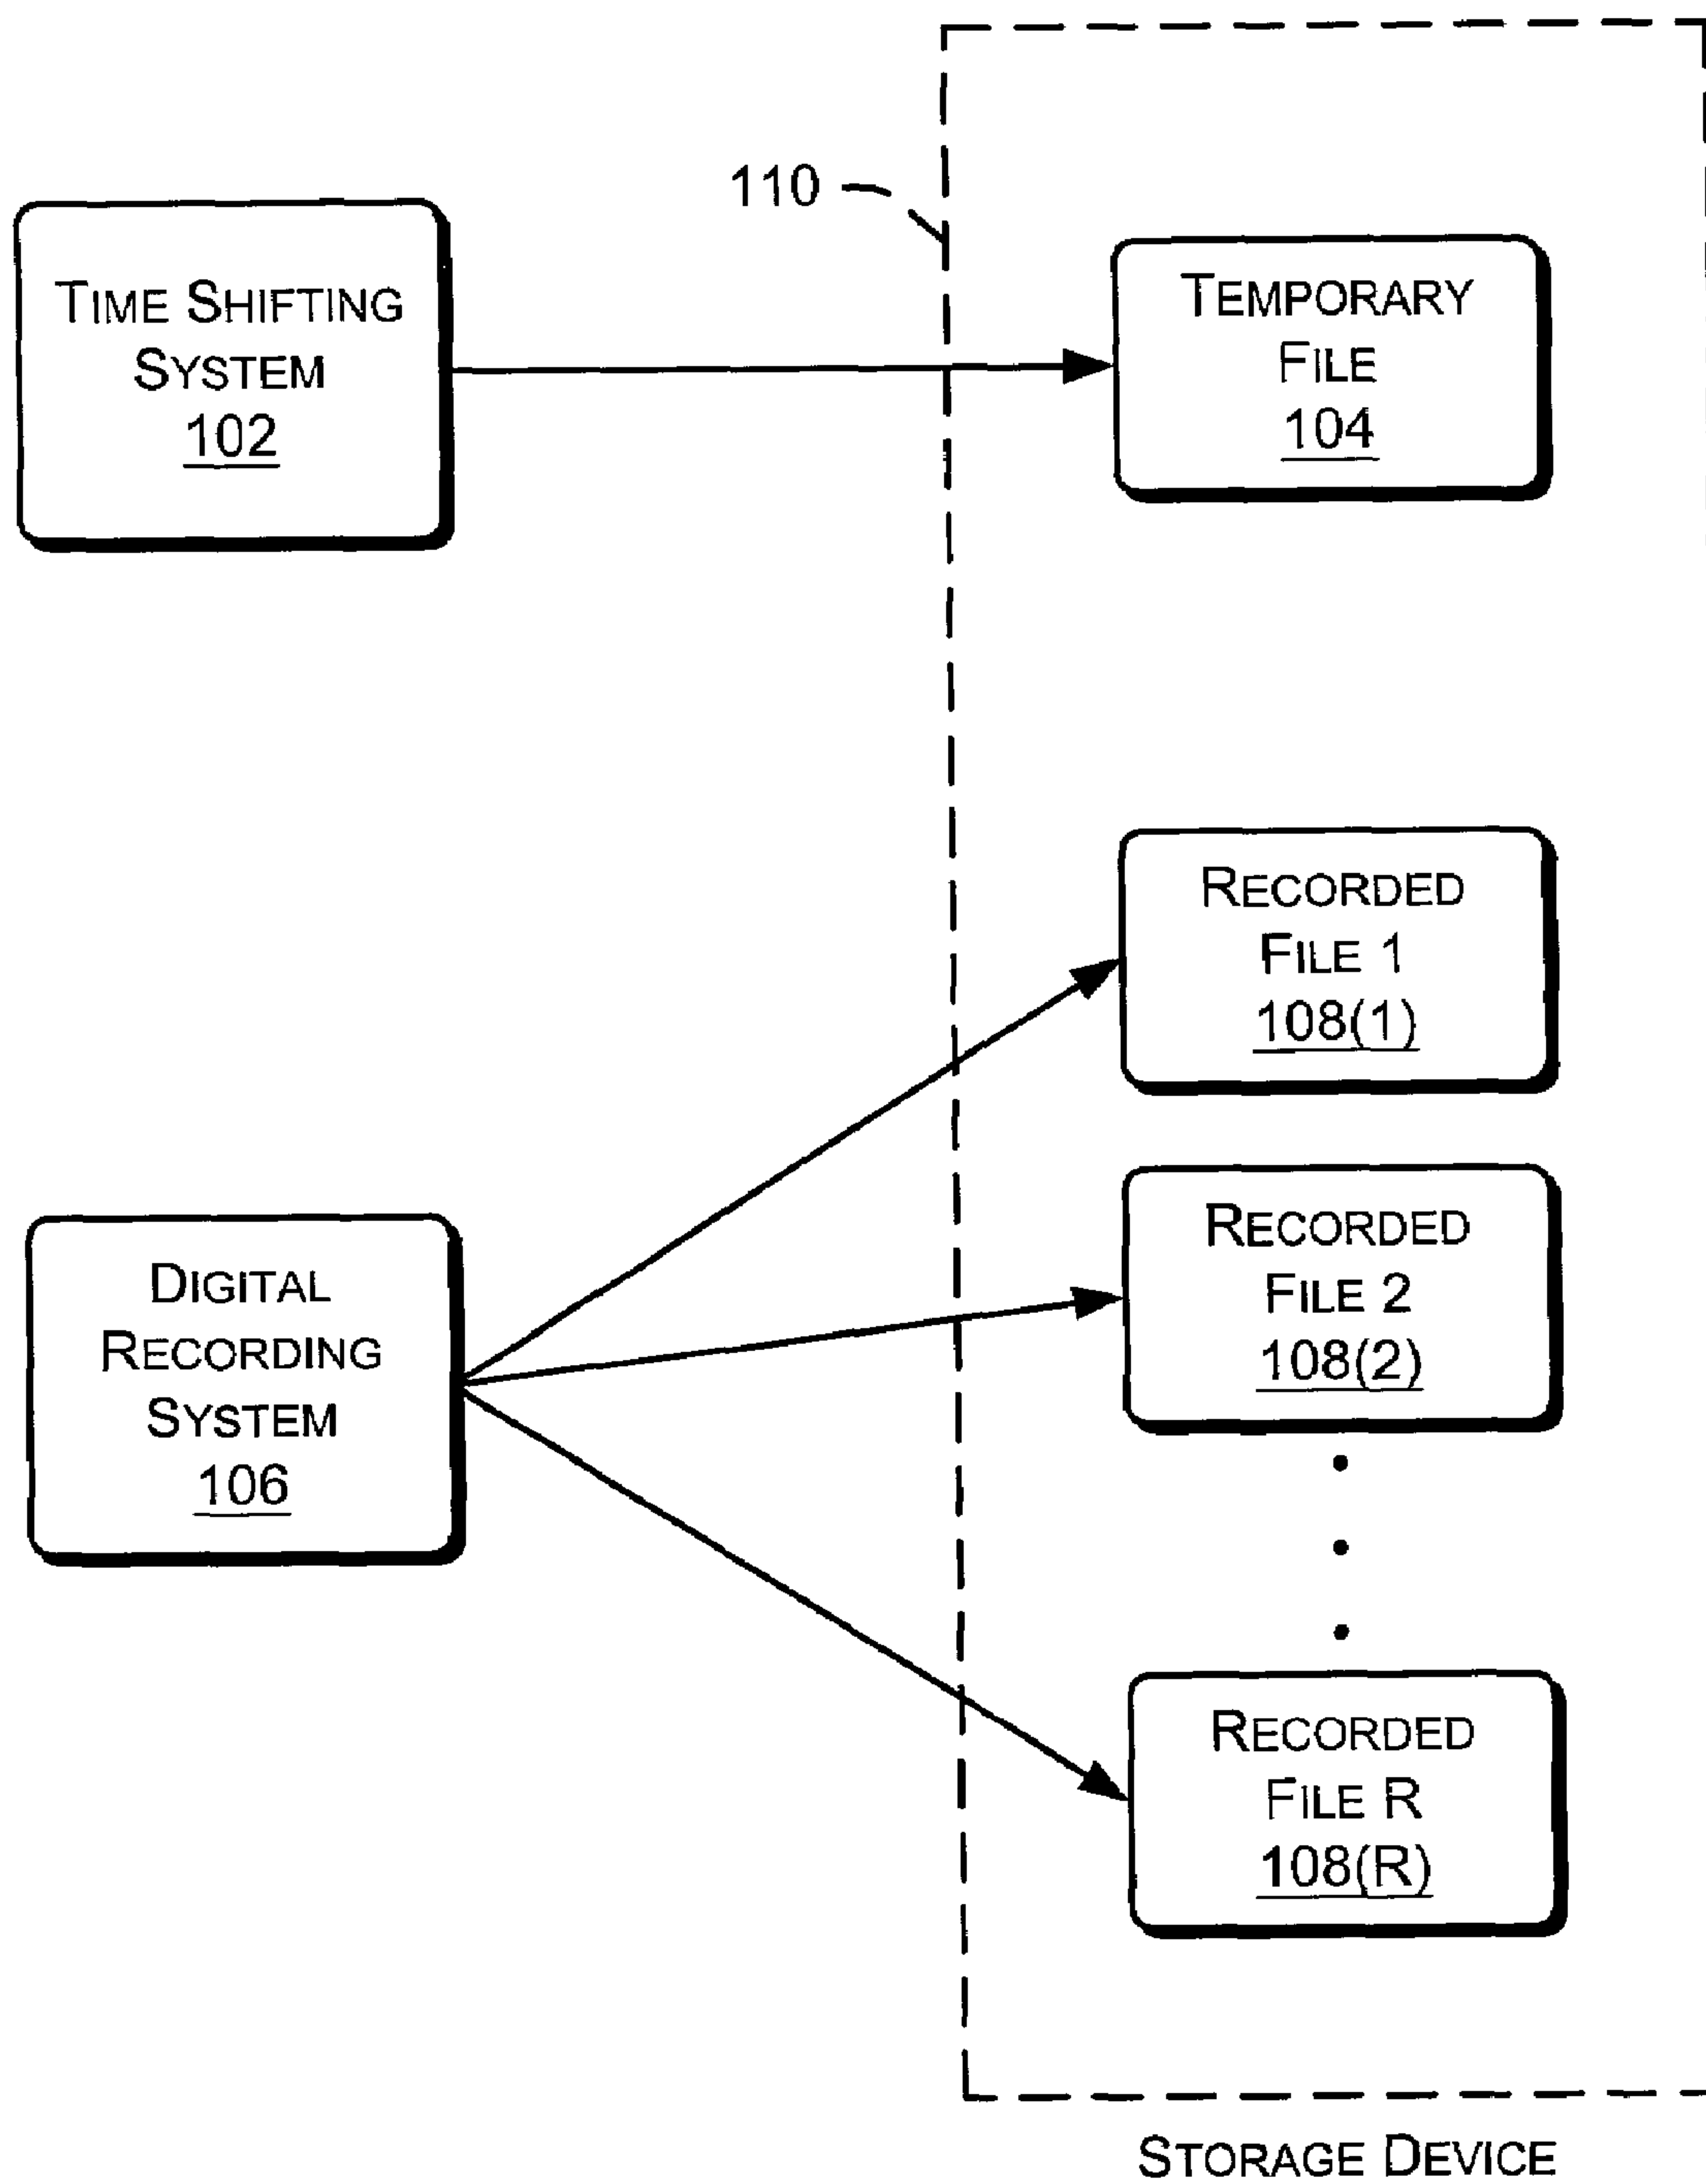 110
TIME SHIFTING
SYSTEM
102
TEMPORARY
FILE
104
RECORDED
FILE 1
108(1)
RECORDED
FILE 2
108(2)
DIGITAL
RECORDING
SYSTEM
106
RECORDED
FILE R
108(R)
STORAGE DEVICE